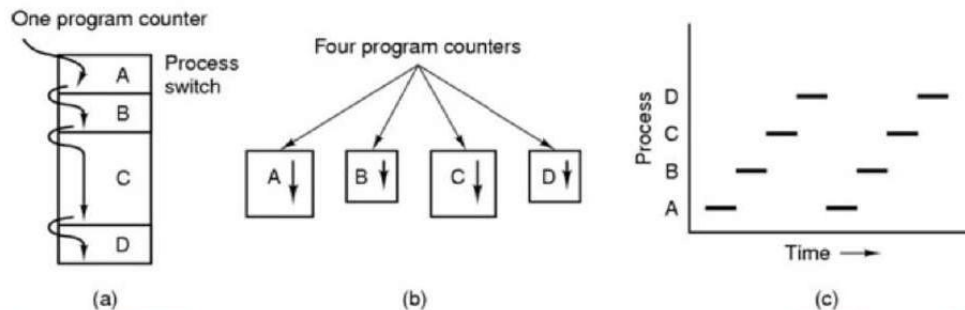 One program counter
Process
switch
A
B
C
D
(a)
Four program counters
A
B
C
D
(b)
Process
D
C
B
A
Time
(c)